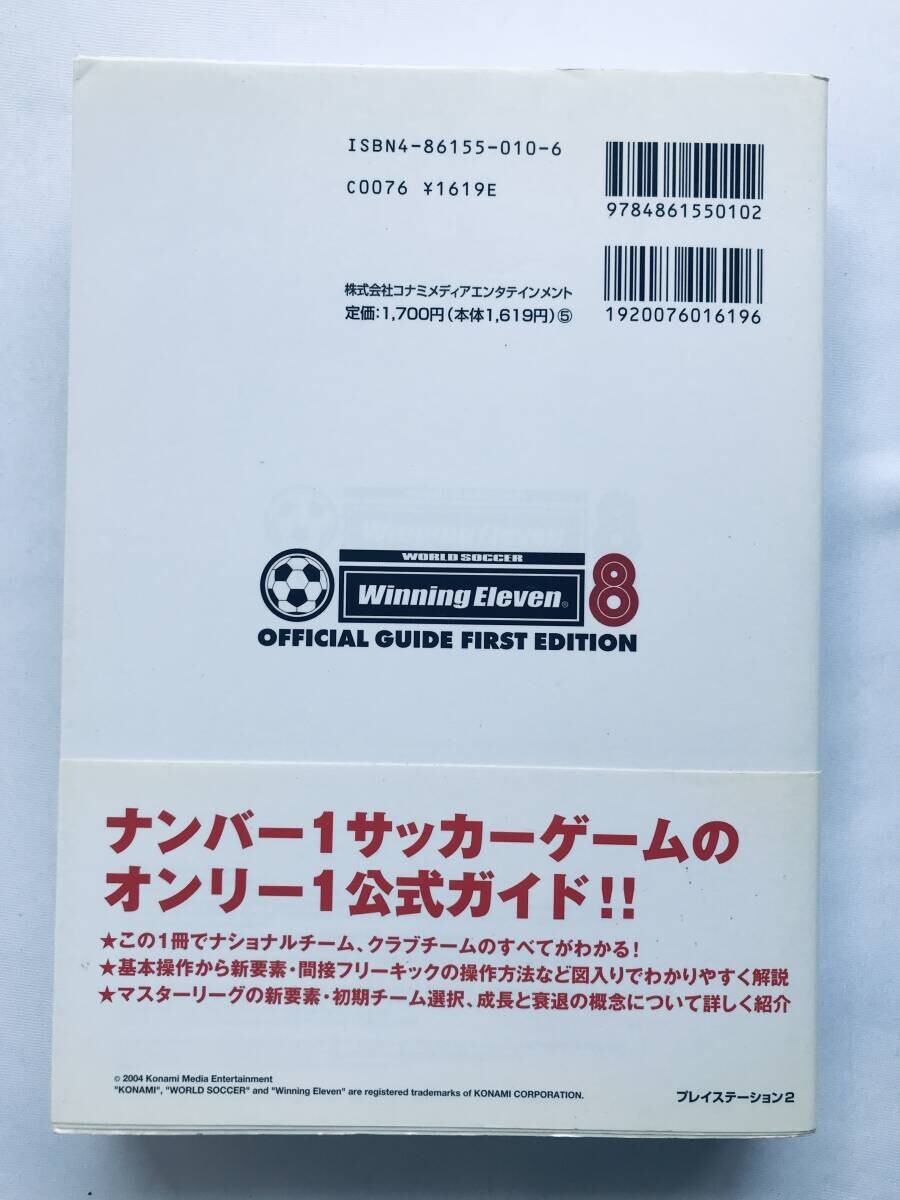 ISBN4-86155-010-6
C0076 ¥1619E
9784861550102
株式会社コナミメディアエンタテインメント
定価:1,700円(本体1,619円)⑤
1920076016196
WORLD SOCCER
Winning Eleven® 8
OFFICIAL GUIDE FIRST EDITION
ナンバー1サッカーゲームの
オンリー1公式ガイド!!
★この1冊でナショナルチーム、クラブチームのすべてがわかる!
★基本操作から新要素・間接フリーキックの操作方法など図入りでわかりやすく解説
★マスターリーグの新要素・初期チーム選択、成長と衰退の概念について詳しく紹介
© 2004 Konami Media Entertainment
"KONAMI", "WORLD SOCCER" and "Winning Eleven" are registered trademarks of KONAMI CORPORATION.
プレイステーション2